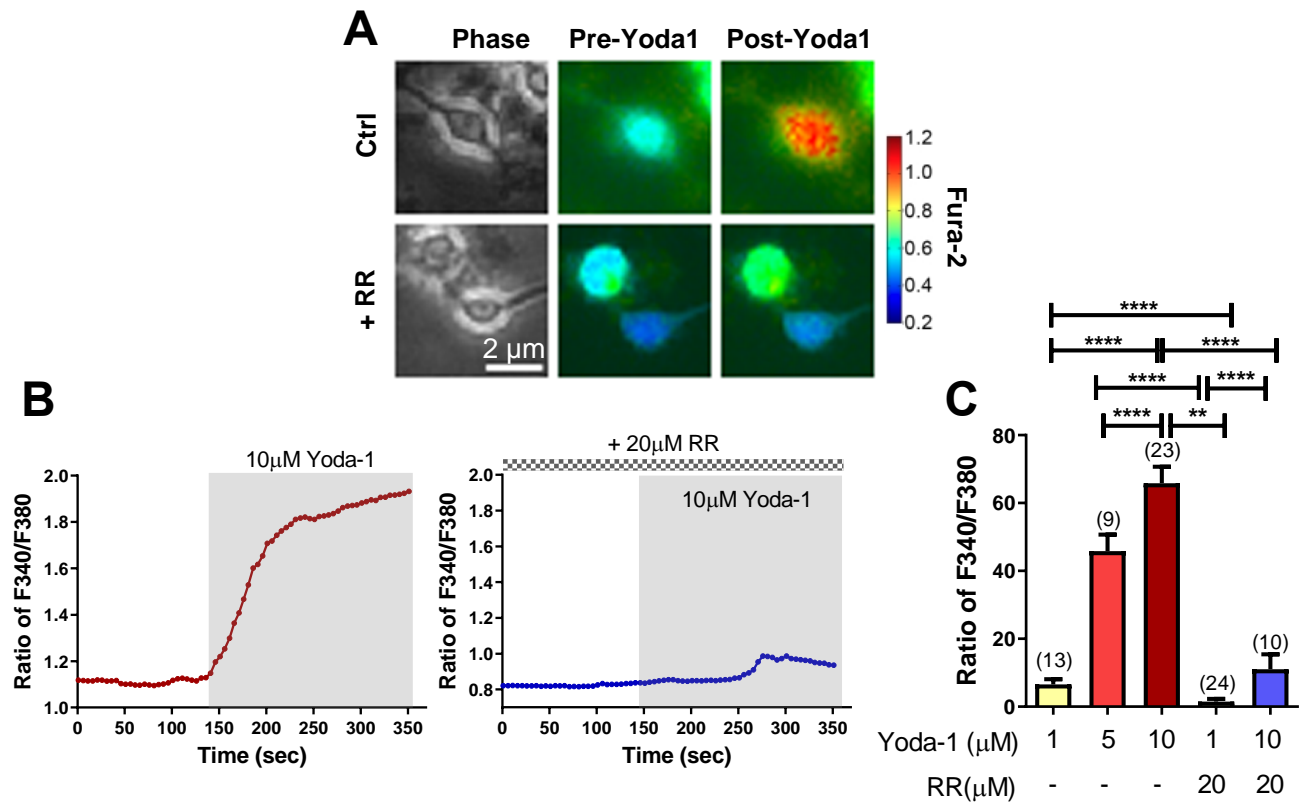 A
Phase Pre-Yoda1 Post-Yoda1
Ctrl
+ RR
2 µm
1.2
1.0
0.8
0.6
0.4
0.2
Fura-2
B
10µM Yoda-1
Ratio of F340/F380
2.0
1.8
1.6
1.4
1.2
1.0
0 50 100 150 200 250 300 350
Time (sec)
+ 20µM RR
10µM Yoda-1
Ratio of F340/F380
2.0
1.8
1.6
1.4
1.2
1.0
0.8
0 50 100 150 200 250 300 350
Time (sec)
C
****
**** ****
**** ****
**** **
Ratio of F340/F380
80
60
40
20
0
(13) (9) (23) (24) (10)
Yoda-1 (µM) 1 5 10 1 10
RR(µM) - - - 20 20